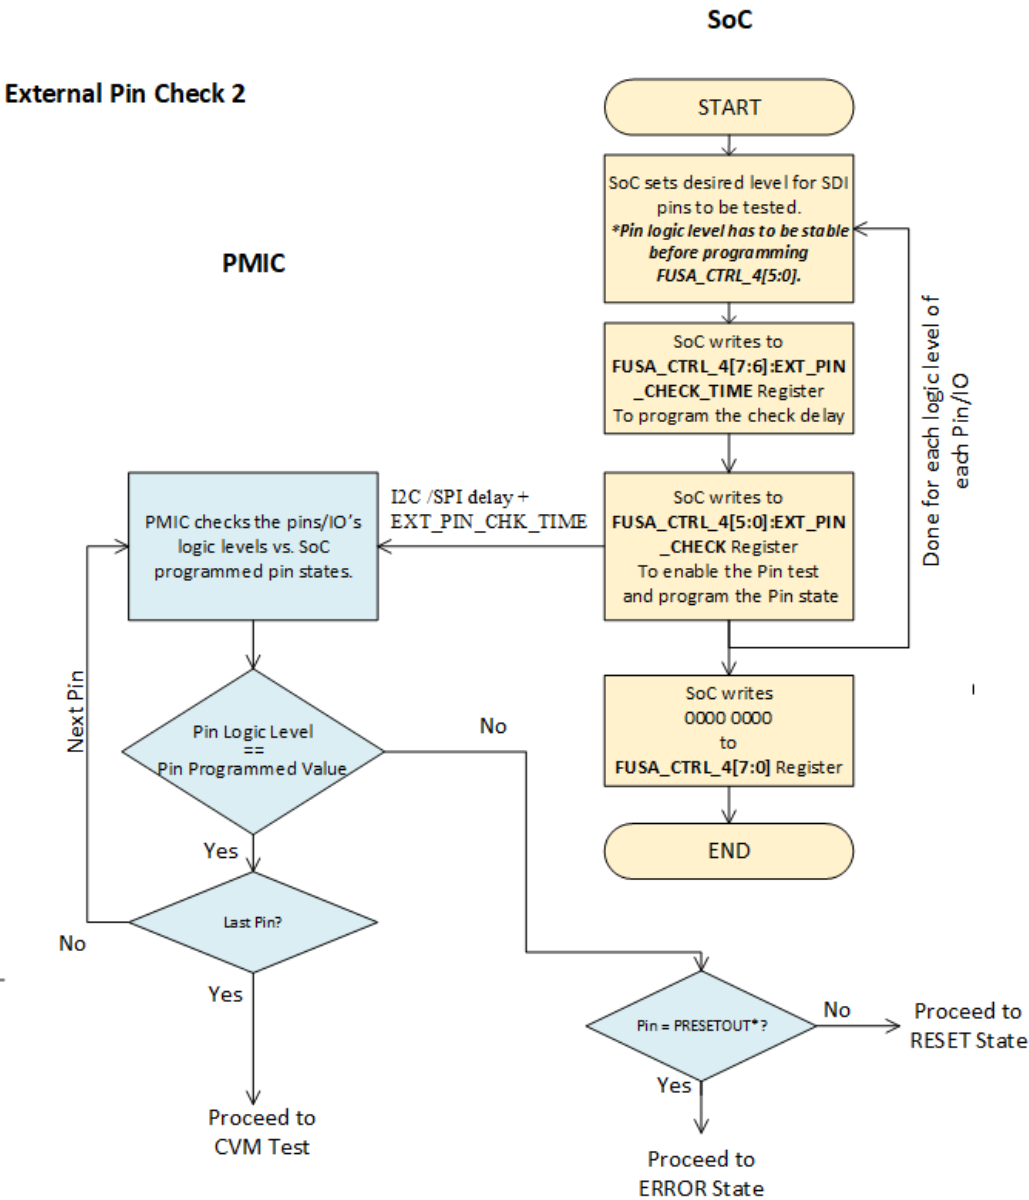 SoC
External Pin Check 2
START
SoC sets desired level for SDI
pins to be tested.
*Pin logic level has to be stable
before programming
FUSA_CTRL_4[5:0].
PMIC
SoC writes to
FUSA_CTRL_4[7:6]:EXT_PIN
_CHECK_TIME Register
To program the check delay
Done for each logic level of
each Pin/IO
PMIC checks the pins/IO's
logic levels vs. SoC
programmed pin states.
I2C /SPI delay +
EXT_PIN_CHK_TIME
SoC writes to
FUSA_CTRL_4[5:0]:EXT_PIN
_CHECK Register
To enable the Pin test
and program the Pin state
Next Pin
Pin Logic Level
==
Pin Programmed Value
No
SoC writes
0000 0000
to
FUSA_CTRL_4[7:0] Register
Yes
END
Last Pin?
No
Yes
Pin = PRESETOUT*?
No
Proceed to
RESET State
Yes
Proceed to
CVM Test
Proceed to
ERROR State